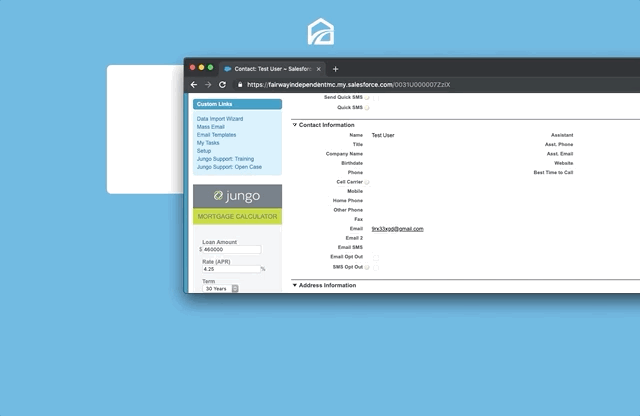 Contact: Test User ~ Salesfor
https://fairwayindependentmc.my.salesforce.com/0031U000007ZzlX
Custom Links
Data Import Wizard
Mass Email
Email Templates
My Tasks
Setup
Jungo Support: Training
Jungo Support: Open Case
jungo
MORTGAGE CALCULATOR
Loan Amount
$ 460000
Rate (APR)
4.25 %
Term
30 Years
Send Quick SMS
Quick SMS
Contact Information
Name Test User Assistant
Title Asst. Phone
Company Name Asst. Email
Birthdate Website
Phone Best Time to Call
Cell Carrier
Mobile
Home Phone
Other Phone
Fax
Email 9rx33xgd@gmail.com
Email 2
Email SMS
Email Opt Out
SMS Opt Out
Address Information